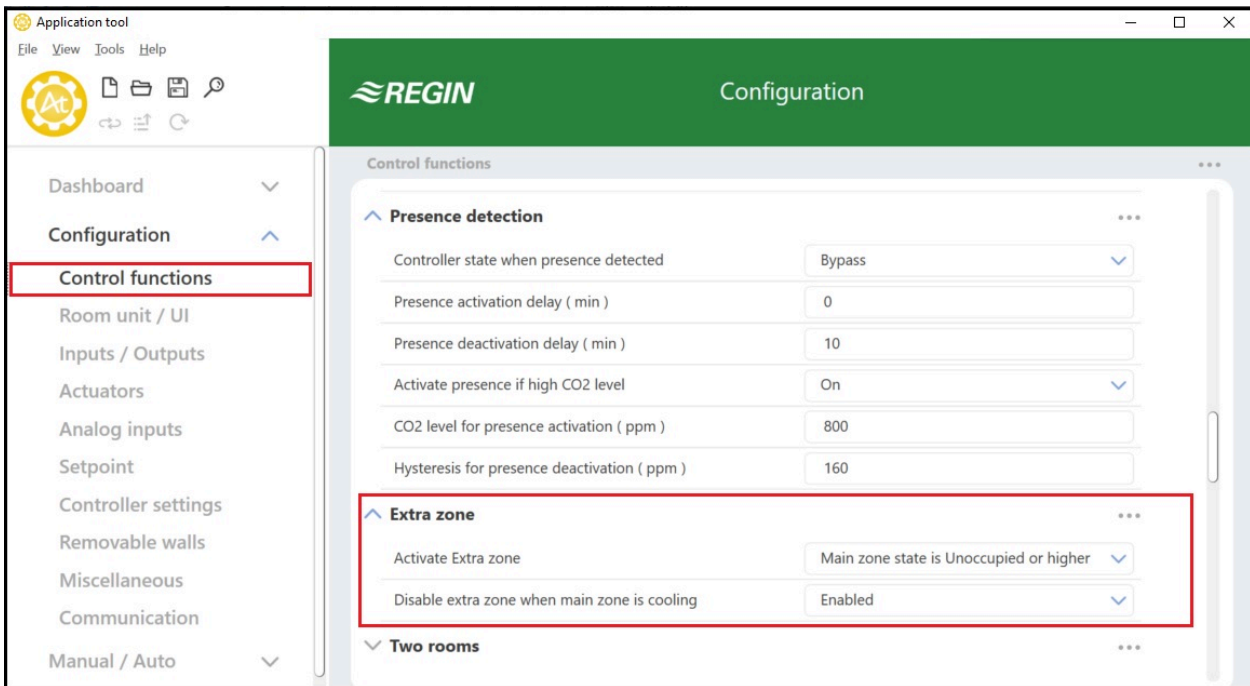 Application tool
File View Tools Help
At
REGIN
Configuration
Dashboard
Configuration
Control functions
Room unit / UI
Inputs / Outputs
Actuators
Analog inputs
Setpoint
Controller settings
Removable walls
Miscellaneous
Communication
Manual / Auto
Control functions
Presence detection
Controller state when presence detected Bypass
Presence activation delay ( min ) 0
Presence deactivation delay ( min ) 10
Activate presence if high CO2 level On
CO2 level for presence activation ( ppm ) 800
Hysteresis for presence deactivation ( ppm ) 160
Extra zone
Activate Extra zone Main zone state is Unoccupied or higher
Disable extra zone when main zone is cooling Enabled
Two rooms